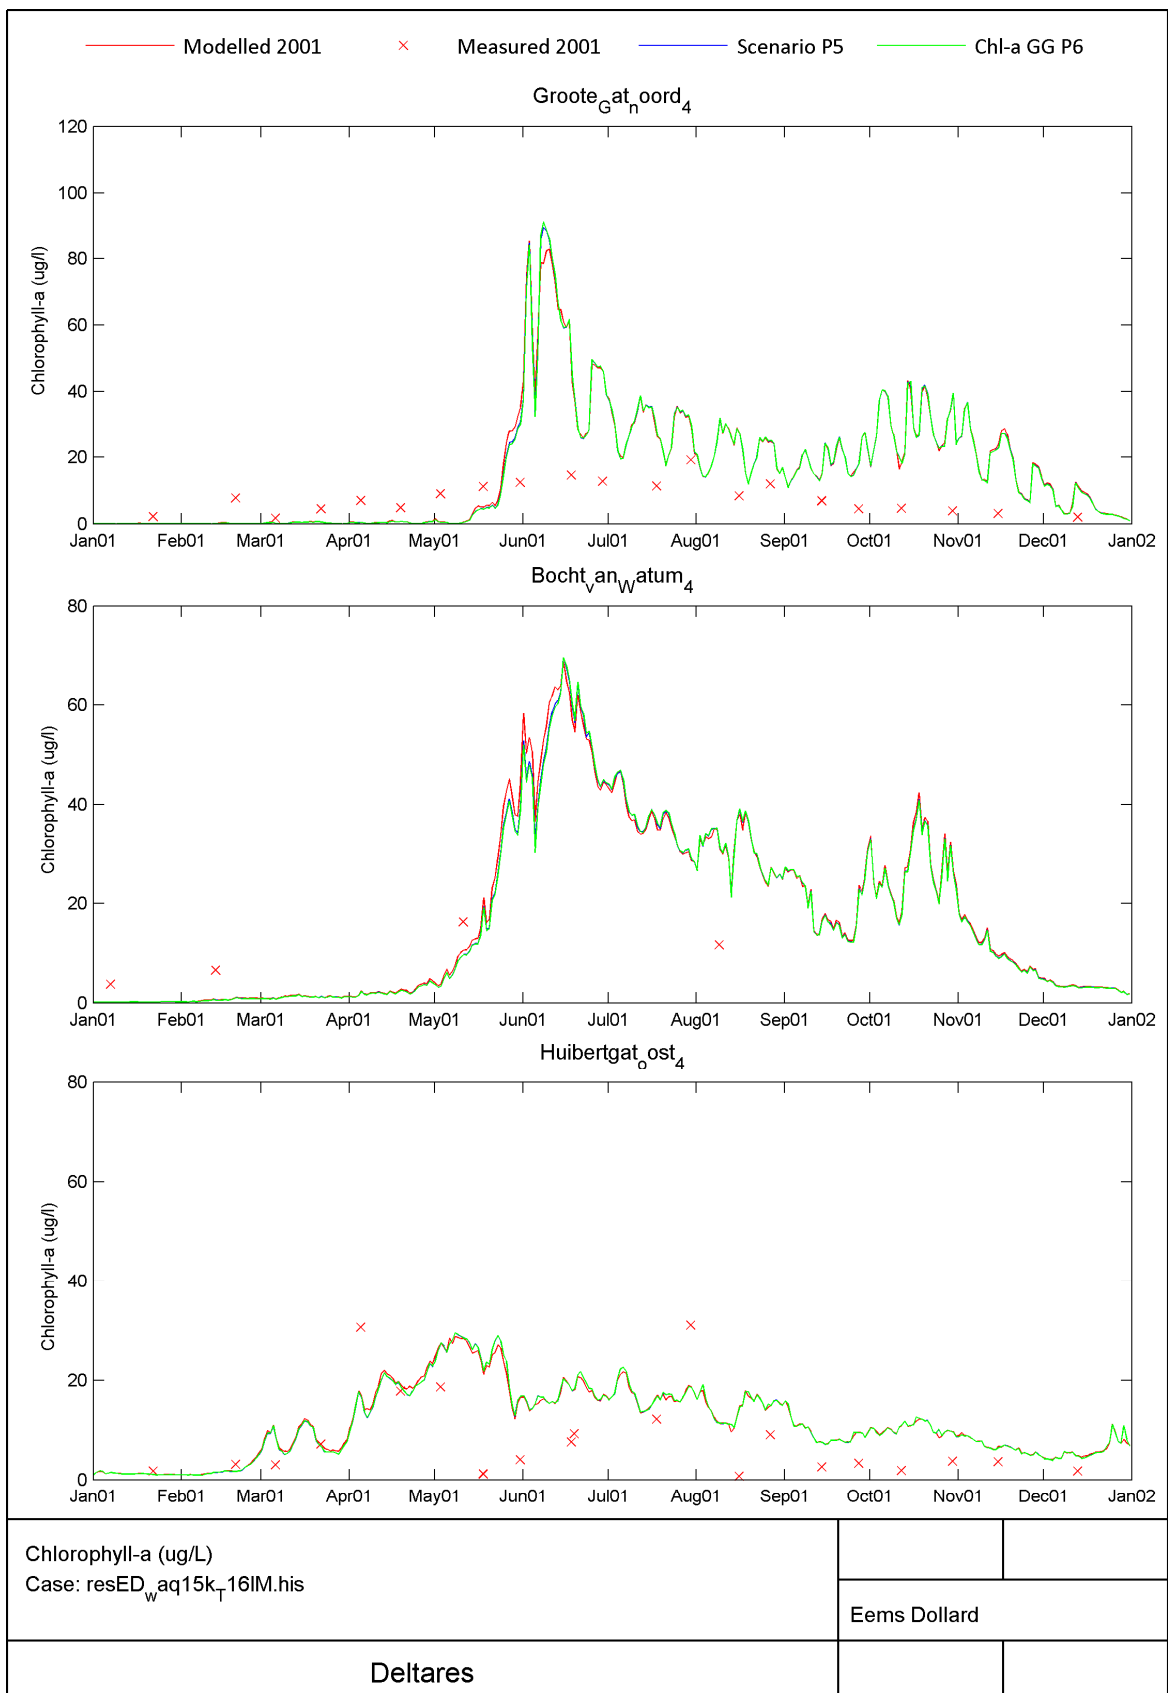 Modelled 2001 Measured 2001 Scenario P5 Chl-a GG P6
Groote_Gat_noord_4
120
100
80
60
40
20
0
Chlorophyll-a (ug/l)
Jan01 Feb01 Mar01 Apr01 May01 Jun01 Jul01 Aug01 Sep01 Oct01 Nov01 Dec01 Jan02
Bocht_van_Watum_4
80
60
40
20
0
Chlorophyll-a (ug/l)
Jan01 Feb01 Mar01 Apr01 May01 Jun01 Jul01 Aug01 Sep01 Oct01 Nov01 Dec01 Jan02
Huibertgat_oost_4
80
60
40
20
0
Chlorophyll-a (ug/l)
Jan01 Feb01 Mar01 Apr01 May01 Jun01 Jul01 Aug01 Sep01 Oct01 Nov01 Dec01 Jan02
Chlorophyll-a (ug/L)
Case: resED_waq15k_T16IM.his
Eems Dollard
Deltares